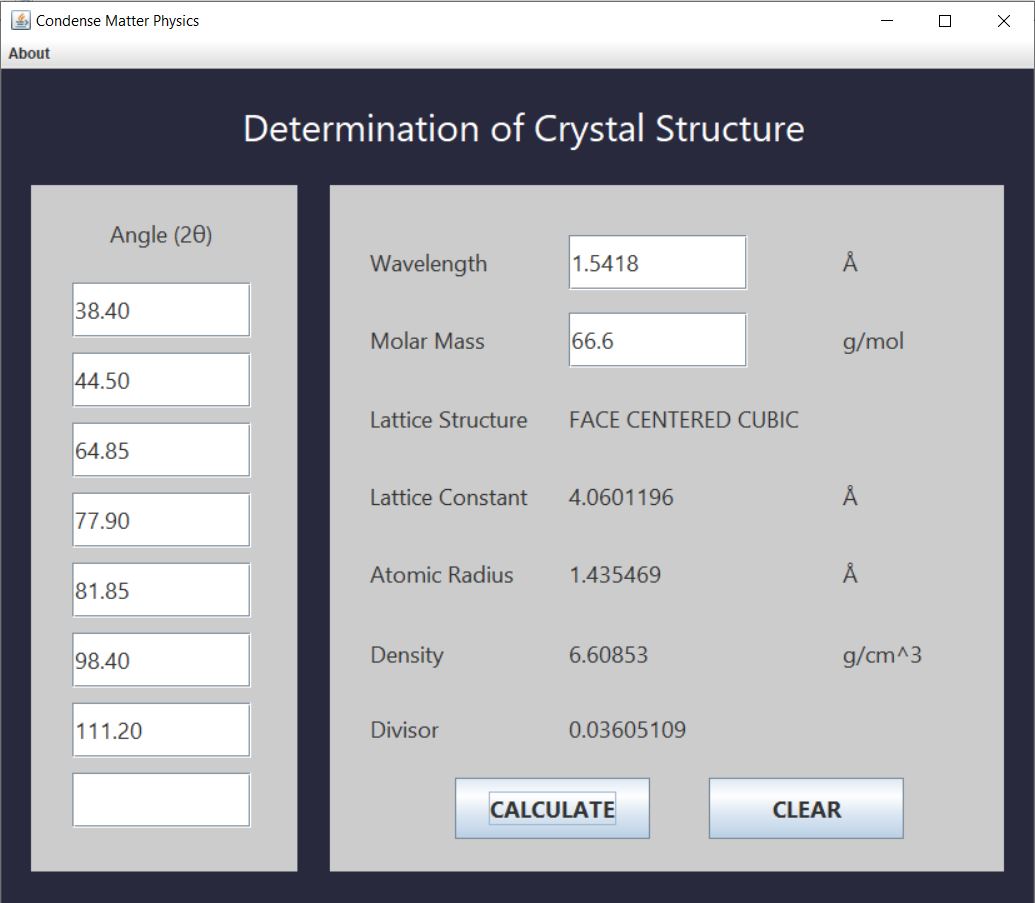 Condense Matter Physics
About
Determination of Crystal Structure
Angle (2θ)
38.40
44.50
64.85
77.90
81.85
98.40
111.20
Wavelength 1.5418 Å
Molar Mass 66.6 g/mol
Lattice Structure FACE CENTERED CUBIC
Lattice Constant 4.0601196 Å
Atomic Radius 1.435469 Å
Density 6.60853 g/cm^3
Divisor 0.03605109
CALCULATE CLEAR